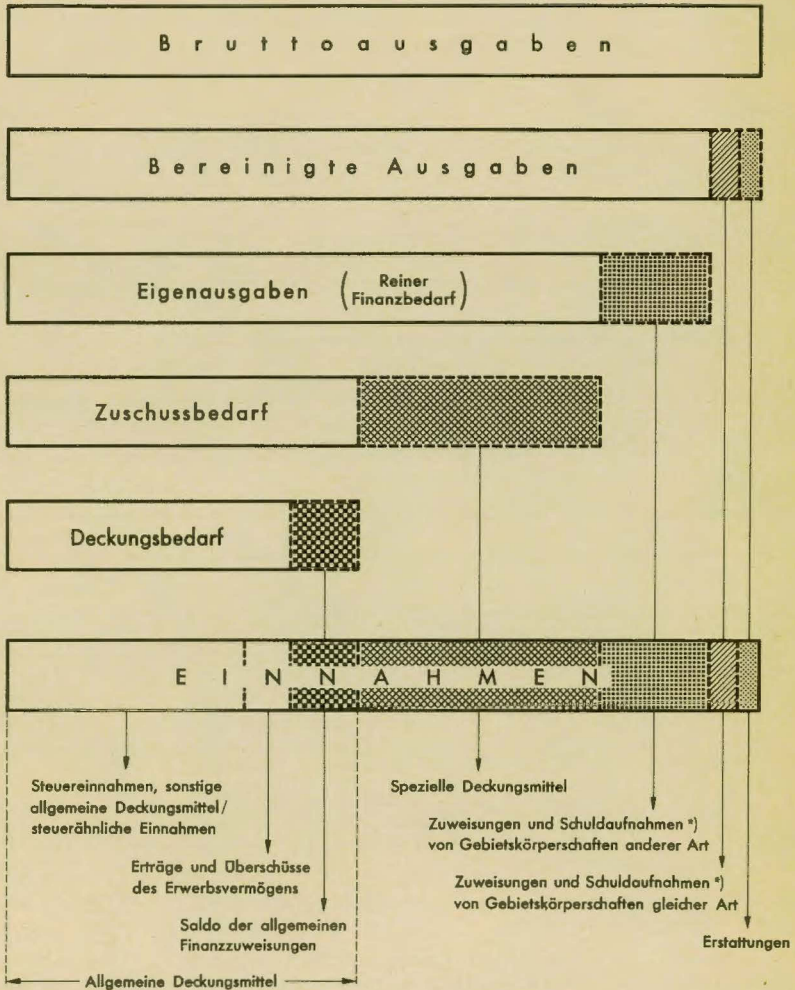 Bruttoausgaben
Bereinigte Ausgaben
Eigenausgaben (Reiner
Finanzbedarf)
Zuschussbedarf
Deckungsbedarf
EINNAHMEN
Steuereinnahmen, sonstige
allgemeine Deckungsmittel/
steuerähnliche Einnahmen
Erträge und Überschüsse
des Erwerbsvermögens
Saldo der allgemeinen
Finanzzuweisungen
Allgemeine Deckungsmittel
Spezielle Deckungsmittel
Zuweisungen und Schuldaufnahmen *)
von Gebietskörperschaften anderer Art
Zuweisungen und Schuldaufnahmen *)
von Gebietskörperschaften gleicher Art
Erstattungen